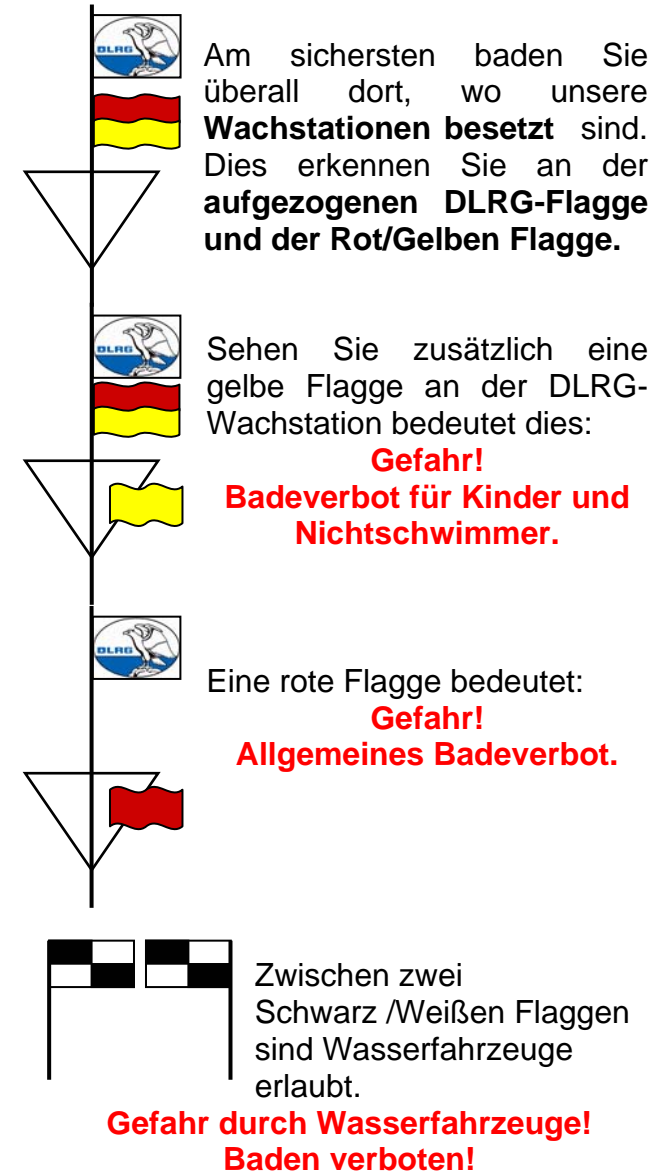 DLRG
Am sichersten baden Sie
überall dort, wo unsere
Wachstationen besetzt sind.
Dies erkennen Sie an der
aufgezogenen DLRG-Flagge
und der Rot/Gelben Flagge.
DLRG
Sehen Sie zusätzlich eine
gelbe Flagge an der DLRG-
Wachstation bedeutet dies:
Gefahr!
Badeverbot für Kinder und
Nichtschwimmer.
DLRG
Eine rote Flagge bedeutet:
Gefahr!
Allgemeines Badeverbot.
Zwischen zwei
Schwarz /Weißen Flaggen
sind Wasserfahrzeuge
erlaubt.
Gefahr durch Wasserfahrzeuge!
Baden verboten!